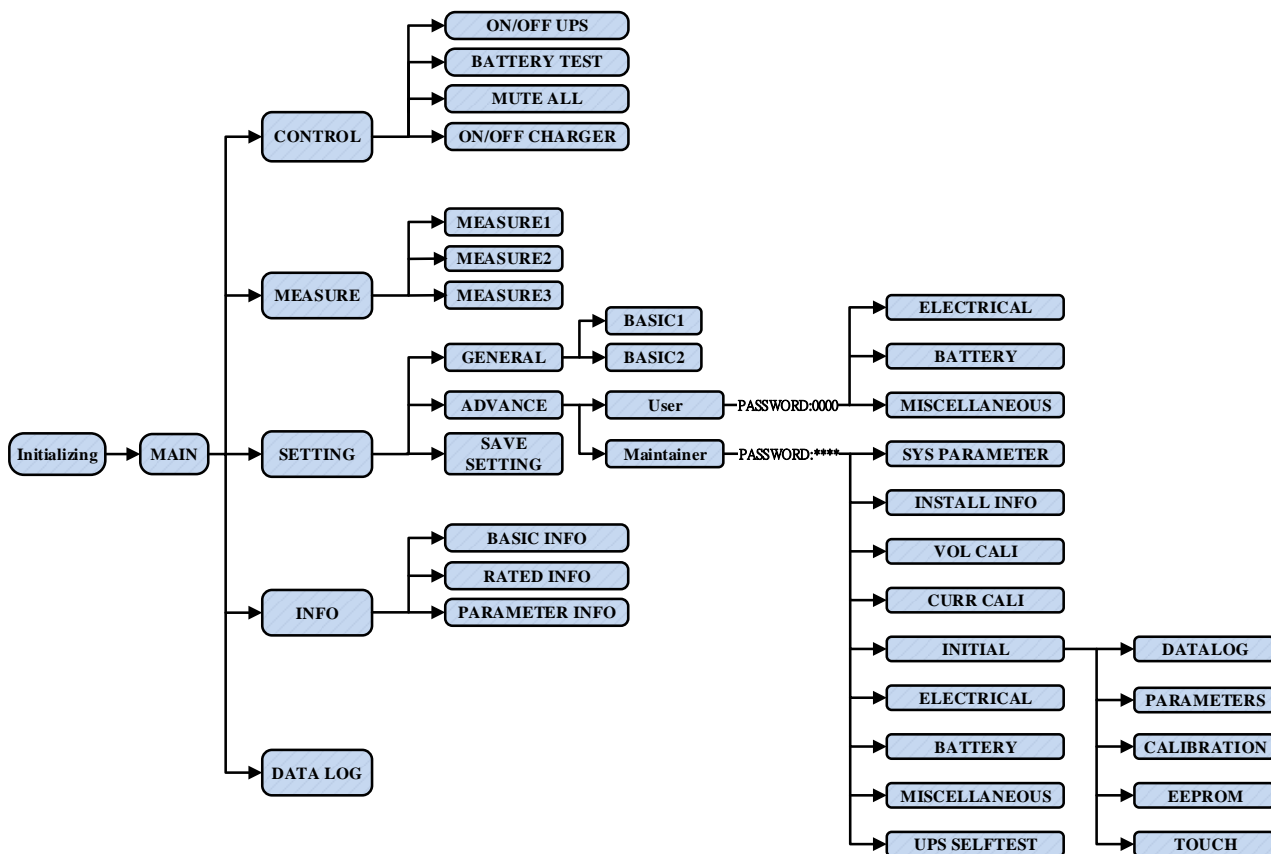 Initializing
MAIN
CONTROL
ON/OFF UPS
BATTERY TEST
MUTE ALL
ON/OFF CHARGER
MEASURE
MEASURE1
MEASURE2
MEASURE3
SETTING
GENERAL
BASIC1
BASIC2
ADVANCE
User
PASSWORD:0000
ELECTRICAL
BATTERY
MISCELLANEOUS
Maintainer
PASSWORD:****
SYS PARAMETER
INSTALL INFO
VOL CALI
CURR CALI
INITIAL
DATALOG
PARAMETERS
CALIBRATION
EEPROM
TOUCH
ELECTRICAL
BATTERY
MISCELLANEOUS
UPS SELFTEST
SAVE
SETTING
INFO
BASIC INFO
RATED INFO
PARAMETER INFO
DATA LOG